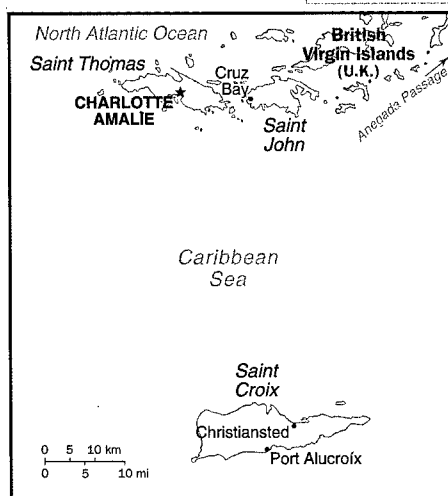 North Atlantic Ocean
British
Virgin Islands
(U.K.)
Saint Thomas
Cruz
Bay
Anegada Passage
CHARLOTTE
AMALIE
Saint
John
Caribbean
Sea
Saint
Croix
Christiansted
Port Alucroix
0 5 10 km
0 5 10 mi